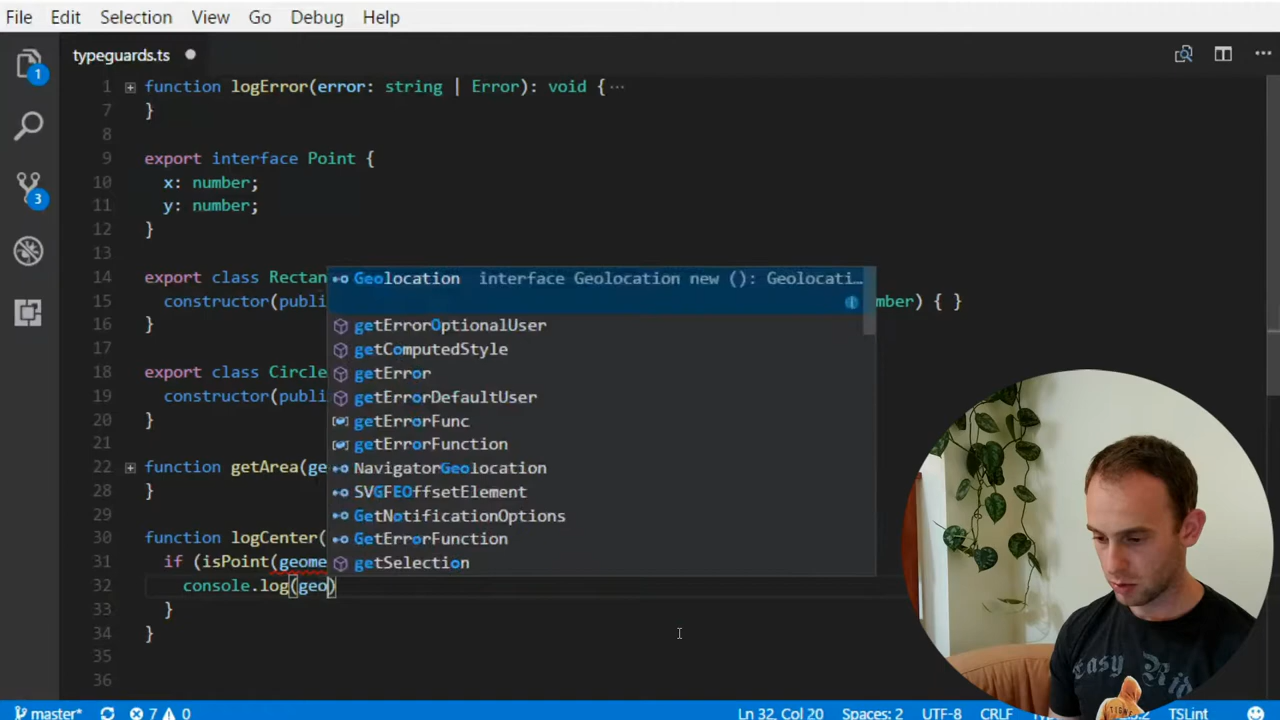 File Edit Selection View Go Debug Help
typeguards.ts
1 function logError(error: string | Error): void {···
7 }
8
9 export interface Point {
10 x: number;
11 y: number;
12 }
13
14 export class Rectan
Geolocation interface Geolocation new (): Geolocati...
15 constructor(publi
mber) { }
16 }
getErrorOptionalUser
17
getComputedStyle
18 export class Circle
getError
19 constructor(publi
getErrorDefaultUser
20 }
getErrorFunc
21
getErrorFunction
22 function getArea(ge
NavigatorGeolocation
28 }
SVGFEOffsetElement
29
GetNotificationOptions
30 function logCenter(
GetErrorFunction
31 if (isPoint(geome
getSelection
32 console.log(geo)
33 }
34 }
35
36
1
3
master* 7 0 Ln 32, Col 20 Spaces: 2 UTF-8 CRLF TSLint
Easy